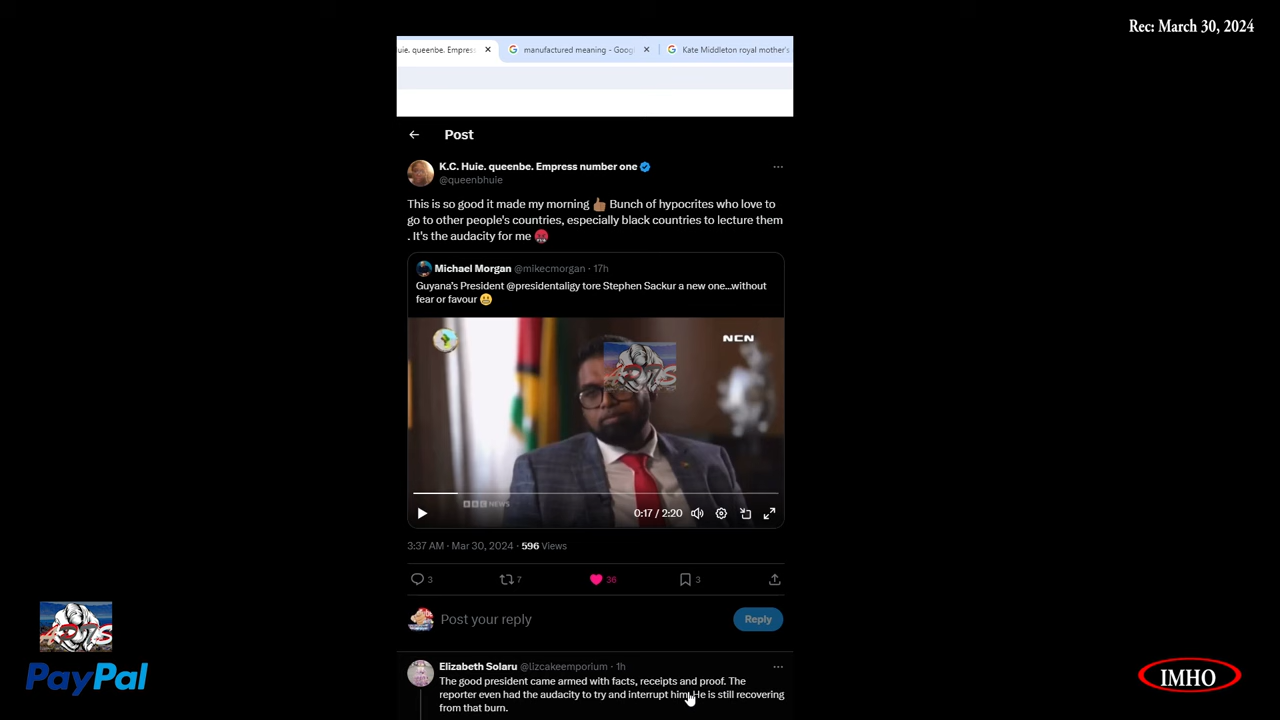 Rec: March 30, 2024
uie. queenbe. Empres
manufactured meaning - Goog
Kate Middleton royal mother's
Post
K.C. Huie. queenbe. Empress number one
@queenbhuie
This is so good it made my morning 👍🏽 Bunch of hypocrites who love to
go to other people's countries, especially black countries to lecture them
. It's the audacity for me 🤬
Michael Morgan @mikecmorgan · 17h
Guyana's President @presidentaligy tore Stephen Sackur a new one...without
fear or favour 😬
NCN
BBC NEWS
0:17 / 2:20
3:37 AM · Mar 30, 2024 · 596 Views
3
7
36
3
Post your reply
Reply
Elizabeth Solaru @lizcakeemporium · 1h
The good president came armed with facts, receipts and proof. The
reporter even had the audacity to try and interrupt him. He is still recovering
from that burn.
PayPal
IMHO